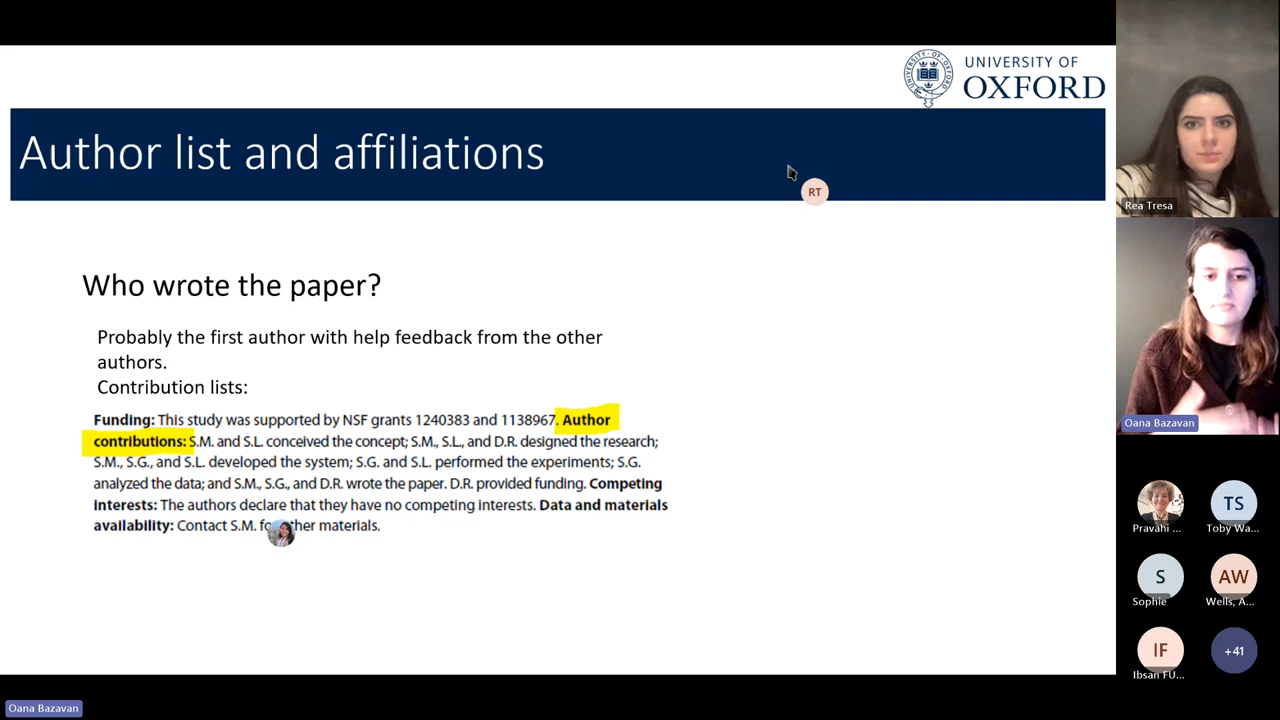 UNIVERSITY OF
OXFORD
Author list and affiliations
RT
Who wrote the paper?
Probably the first author with help feedback from the other
authors.
Contribution lists:
Funding: This study was supported by NSF grants 1240383 and 1138967. Author
contributions: S.M. and S.L. conceived the concept; S.M., S.L., and D.R. designed the research;
S.M., S.G., and S.L. developed the system; S.G. and S.L. performed the experiments; S.G.
analyzed the data; and S.M., S.G., and D.R. wrote the paper. D.R. provided funding. Competing
interests: The authors declare that they have no competing interests. Data and materials
availability: Contact S.M. materials.
Rea Tresa
Oana Bazavan
Pravahi ...
TS
Toby Wa...
S
Sophie
AW
Wells, A...
IF
Ibsan FU...
+41
Oana Bazavan